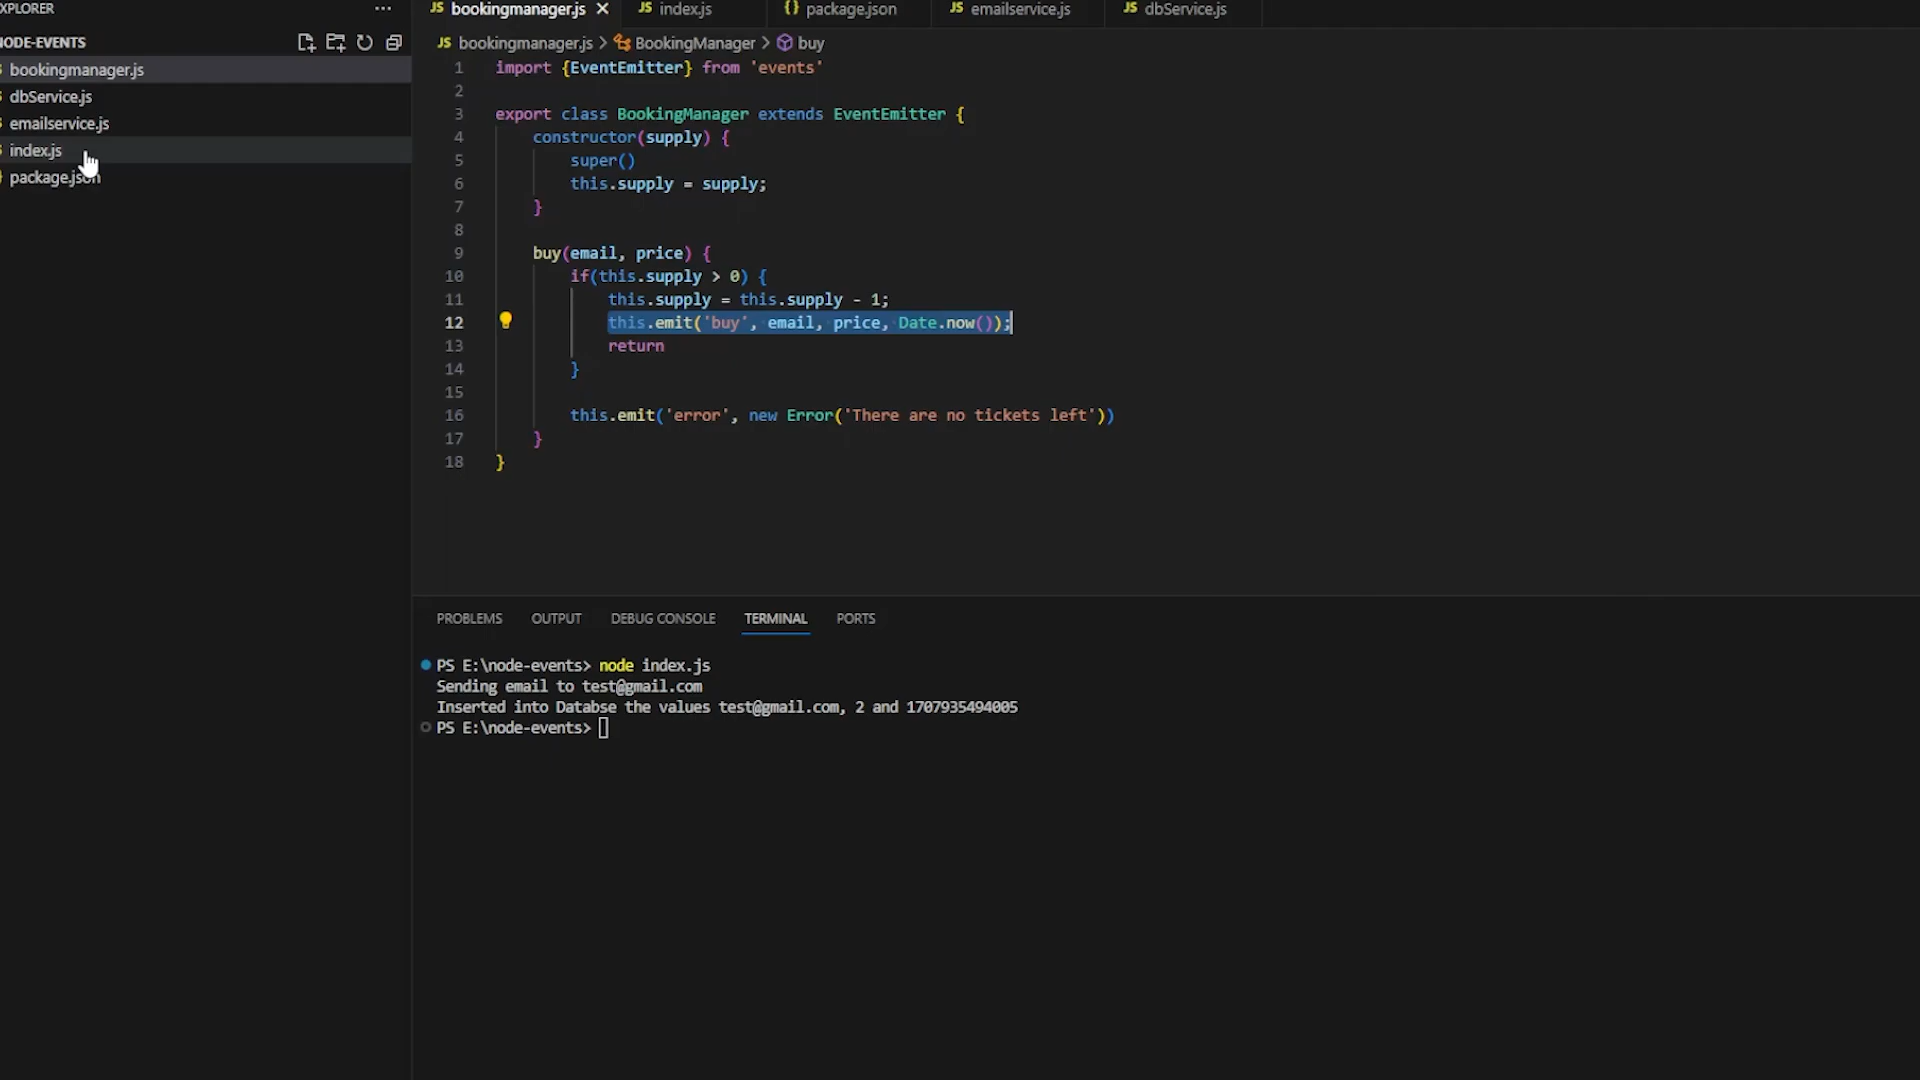 XPLORER
NODE-EVENTS
bookingmanager.js
dbService.js
emailservice.js
index.js
package.json
JS bookingmanager.js
JS index.js
{} package.json
JS emailservice.js
JS dbService.js
JS bookingmanager.js > BookingManager > buy
1 import {EventEmitter} from 'events'
2
3 export class BookingManager extends EventEmitter {
4 constructor(supply) {
5 super()
6 this.supply = supply;
7 }
8
9 buy(email, price) {
10 if(this.supply > 0) {
11 this.supply = this.supply - 1;
12 this.emit('buy', email, price, Date.now());
13 return
14 }
15
16 this.emit('error', new Error('There are no tickets left'))
17 }
18 }
PROBLEMS OUTPUT DEBUG CONSOLE TERMINAL PORTS
PS E:\node-events> node index.js
Sending email to test@gmail.com
Inserted into Databse the values test@gmail.com, 2 and 1707935494005
PS E:\node-events>